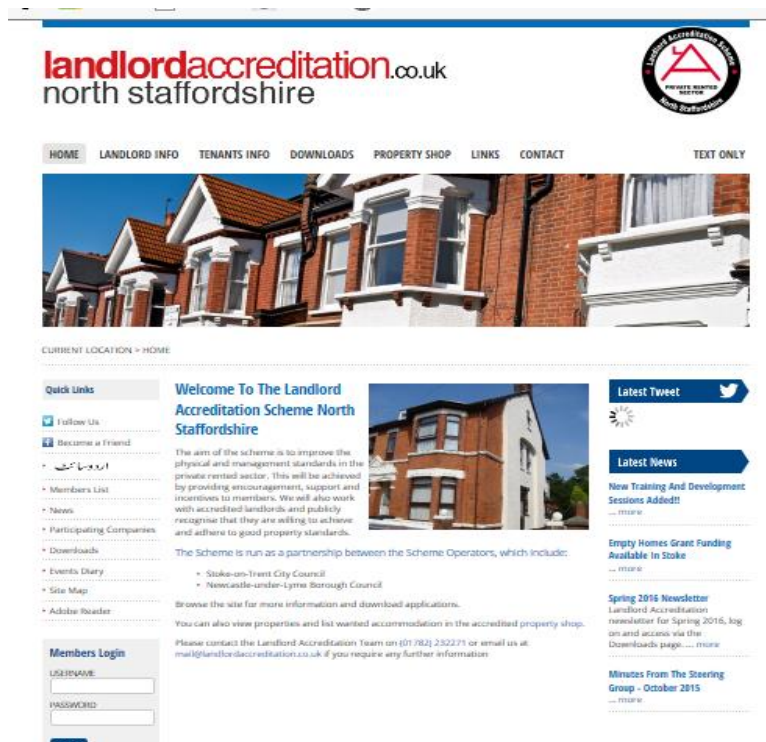 landlordaccreditation.co.uk
north staffordshire
Landlord Accreditation Scheme
PRIVATE RENTED
SECTOR
North Staffordshire
HOME LANDLORD INFO TENANTS INFO DOWNLOADS PROPERTY SHOP LINKS CONTACT TEXT ONLY
CURRENT LOCATION > HOME
Quick Links
Follow Us
Become a Friend
اردو سائٹ
Members List
News
Participating Companies
Downloads
Events Diary
Site Map
Adobe Reader
Members Login
USERNAME
PASSWORD
Welcome To The Landlord
Accreditation Scheme North
Staffordshire
The aim of the scheme is to improve the
physical and management standards in the
private rented sector. This will be achieved
by providing encouragement, support and
incentives to members. We will also work
with accredited landlords and publicly
recognise that they are willing to achieve
and adhere to good property standards.
The Scheme is run as a partnership between the Scheme Operators, which include:
• Stoke-on-Trent City Council
• Newcastle-under-Lyme Borough Council
Browse the site for more information and download applications.
You can also view properties and list wanted accommodation in the accredited property shop.
Please contact the Landlord Accreditation Team on (01782) 232271 or email us at
mail@landlordaccreditation.co.uk if you require any further information
Latest Tweet
Latest News
New Training And Development
Sessions Added!!
... more
Empty Homes Grant Funding
Available In Stoke
... more
Spring 2016 Newsletter
Landlord Accreditation
newsletter for Spring 2016, log
on and access via the
Downloads page. ... more
Minutes From The Steering
Group - October 2015
... more